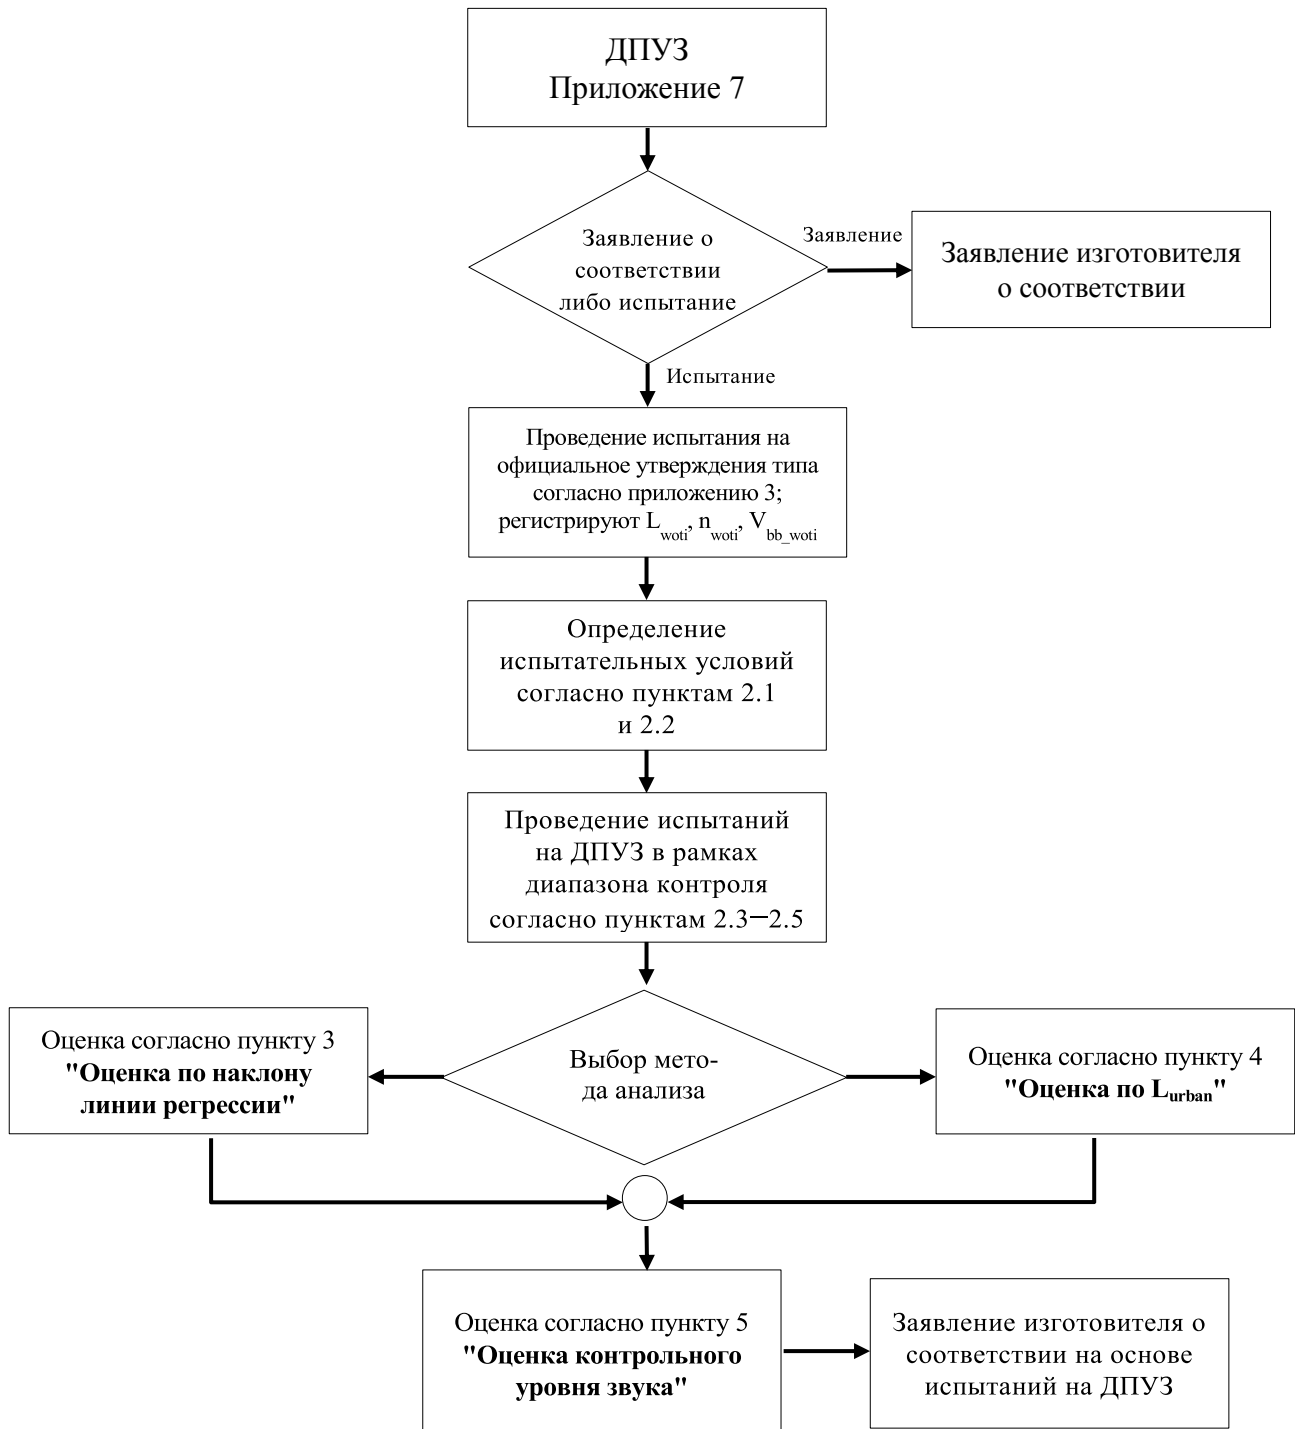 ДПУЗ
Приложение 7
Заявление о
соответствии
либо испытание
Заявление
Заявление изготовителя
о соответствии
Испытание
Проведение испытания на
официальное утверждения типа
согласно приложению 3;
регистрируют L_woti, n_woti, V_bb_woti
Определение
испытательных условий
согласно пунктам 2.1
и 2.2
Проведение испытаний
на ДПУЗ в рамках
диапазона контроля
согласно пунктам 2.3–2.5
Оценка согласно пункту 3
"Оценка по наклону
линии регрессии"
Выбор мето-
да анализа
Оценка согласно пункту 4
"Оценка по L_urban"
Оценка согласно пункту 5
"Оценка контрольного
уровня звука"
Заявление изготовителя о
соответствии на основе
испытаний на ДПУЗ